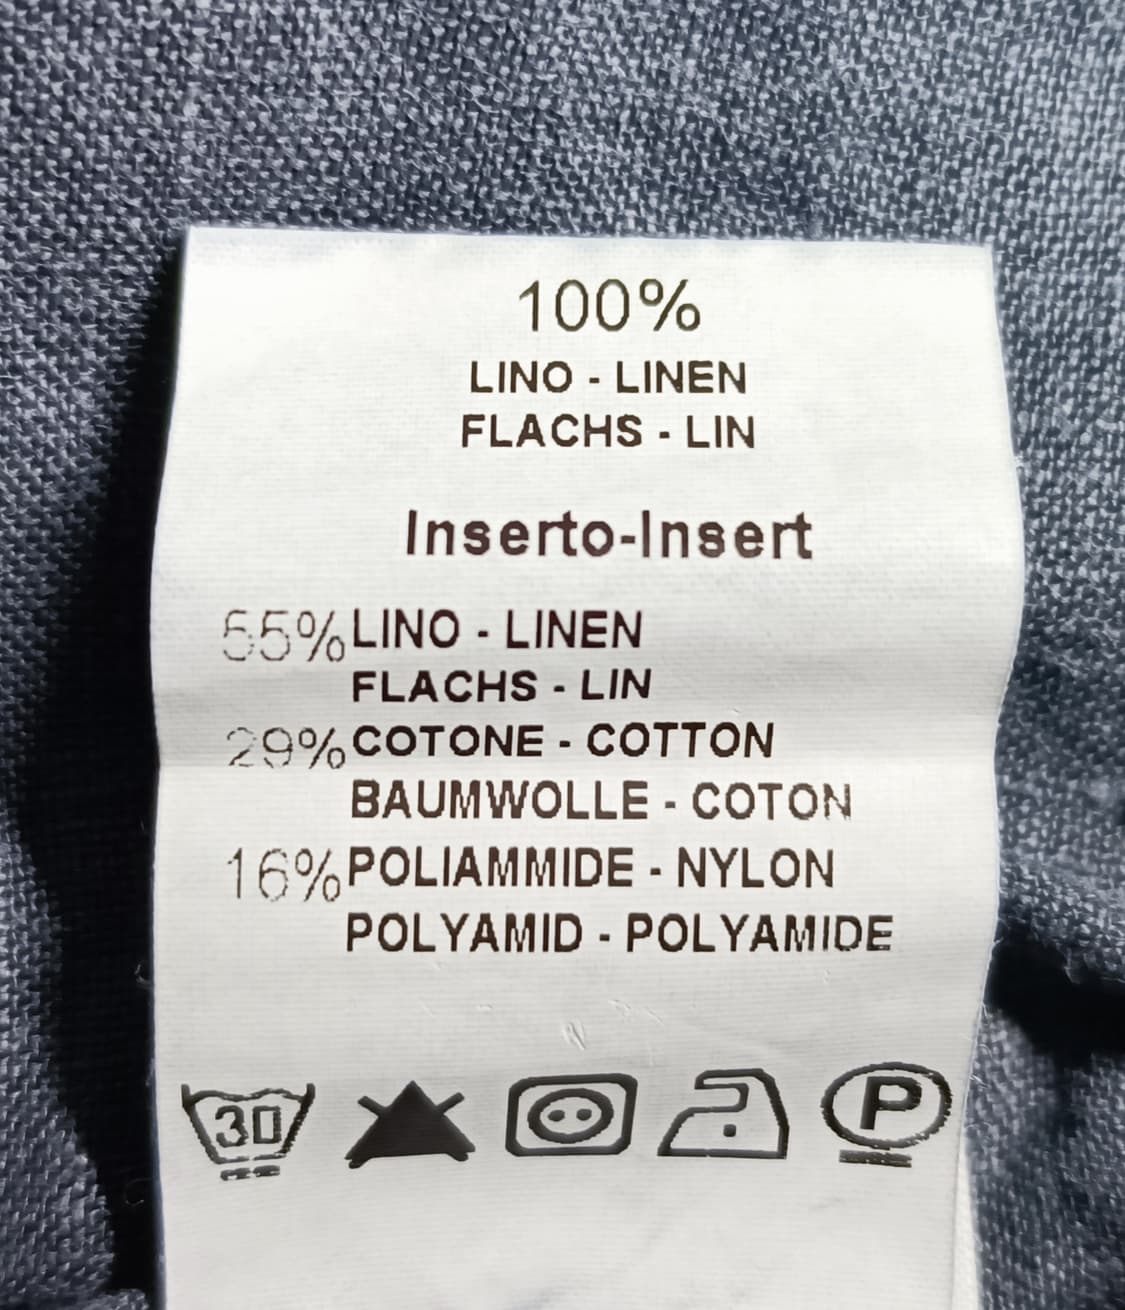 100%
LINO - LINEN
FLACHS - LIN
Inserto-Insert
55% LINO - LINEN
FLACHS - LIN
29% COTONE - COTTON
BAUMWOLLE - COTON
16% POLIAMMIDE - NYLON
POLYAMID - POLYAMIDE
30 P